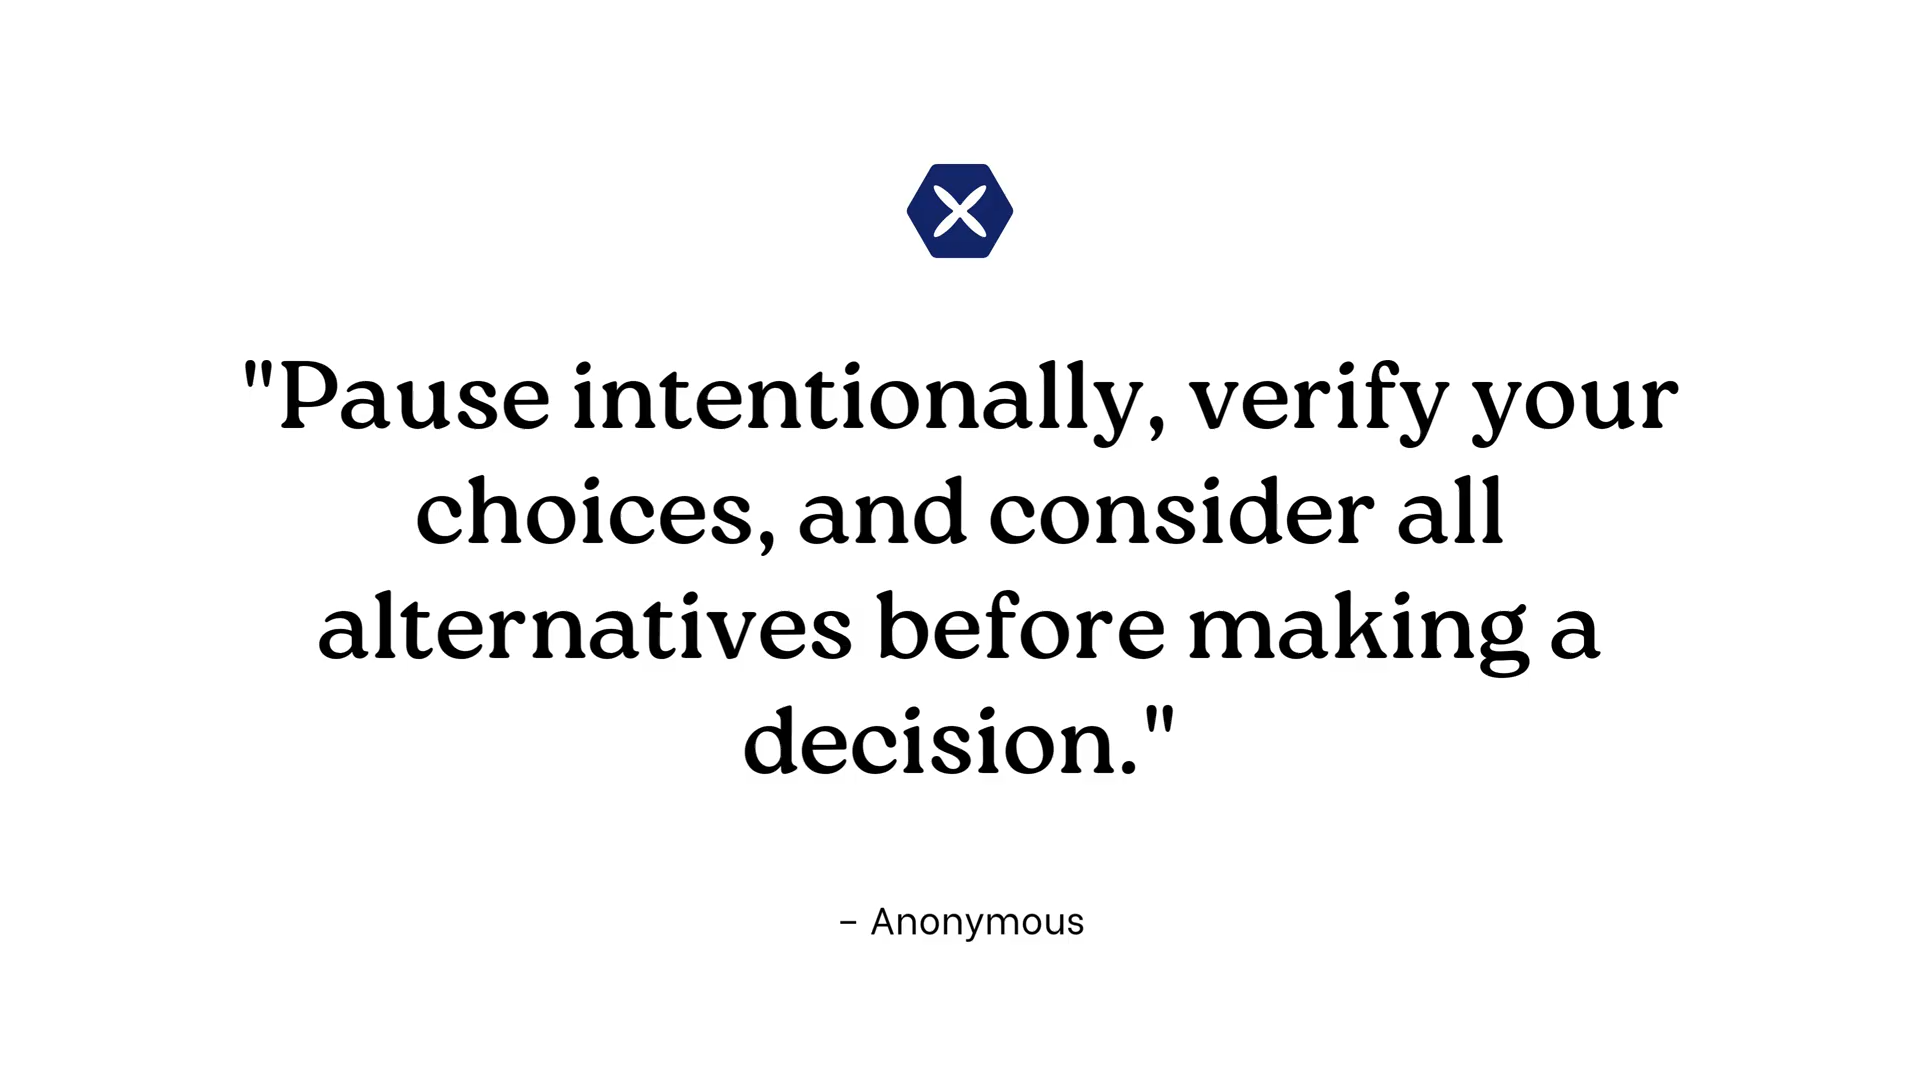 "Pause intentionally, verify your
choices, and consider all
alternatives before making a
decision."
– Anonymous